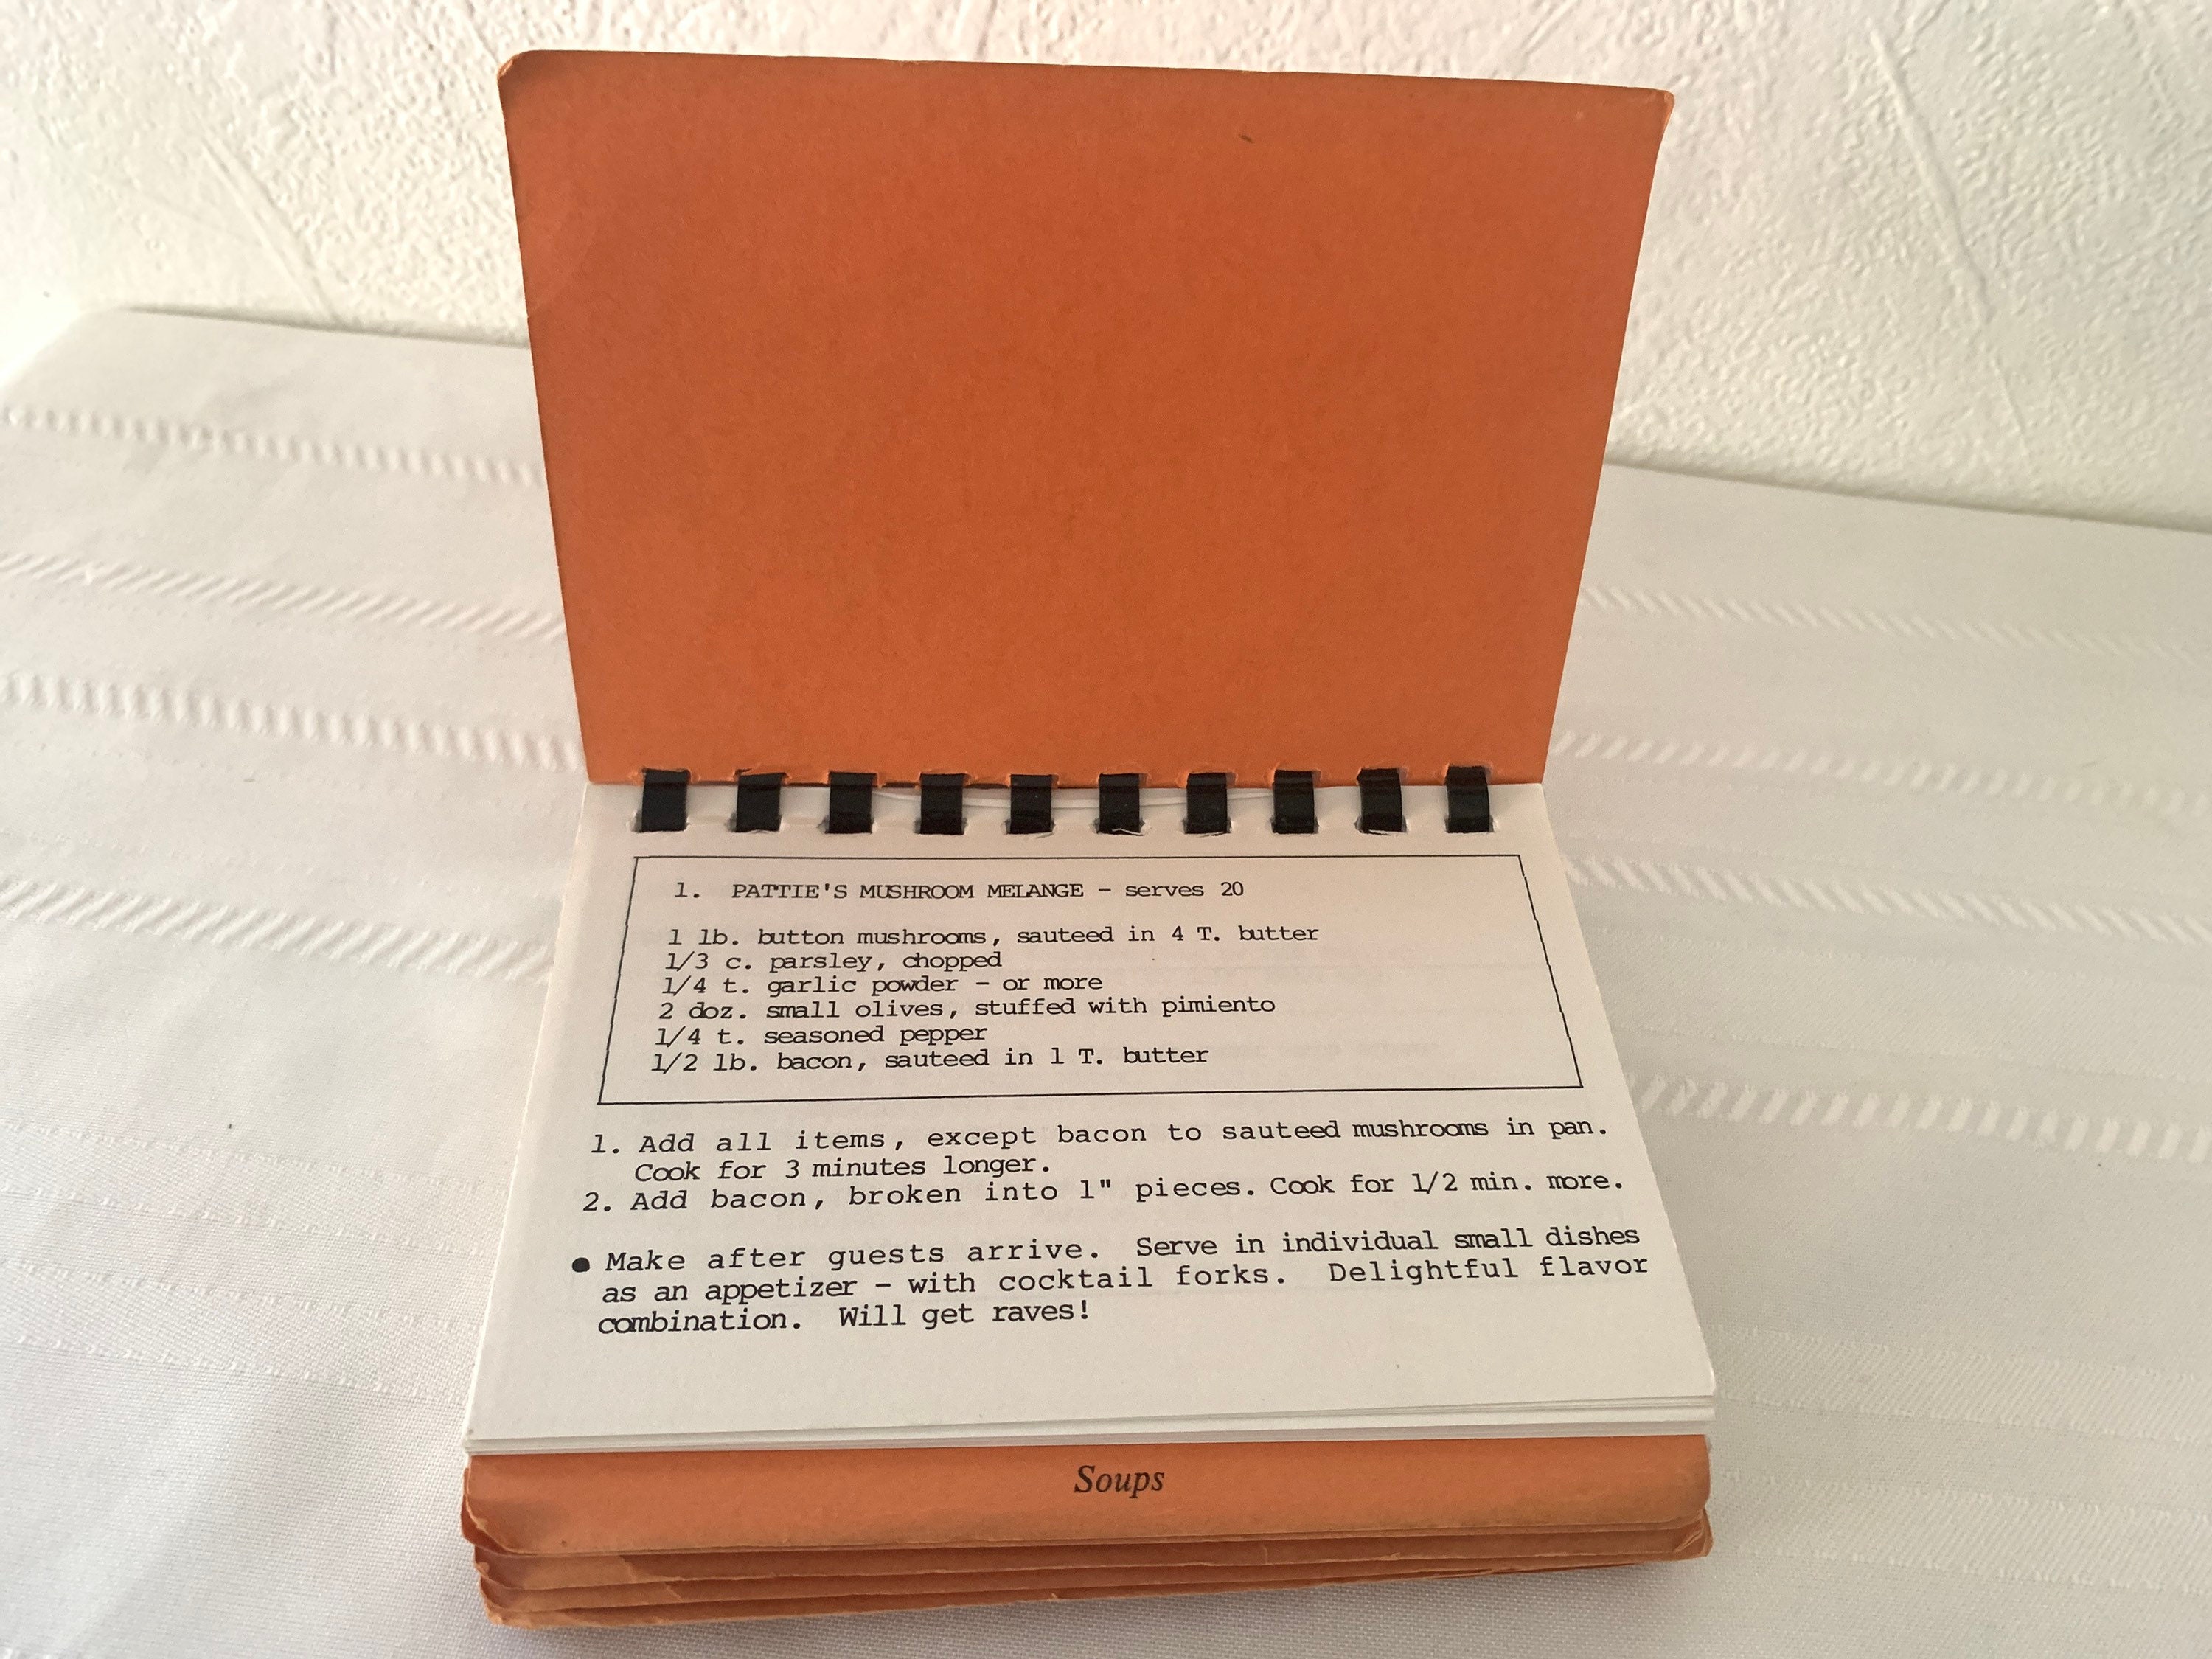 1. PATTIE'S MUSHROOM MELANGE - serves 20
1 lb. button mushrooms, sauteed in 4 T. butter
1/3 c. parsley, chopped
1/4 t. garlic powder - or more
2 doz. small olives, stuffed with pimiento
1/4 t. seasoned pepper
1/2 lb. bacon, sauteed in 1 T. butter
1. Add all items, except bacon to sauteed mushrooms in pan.
Cook for 3 minutes longer.
2. Add bacon, broken into 1" pieces. Cook for 1/2 min. more.
● Make after guests arrive. Serve in individual small dishes
as an appetizer - with cocktail forks. Delightful flavor
combination. Will get raves!
Soups